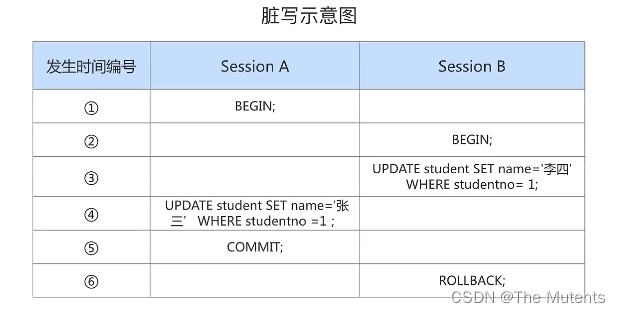 脏写示意图
发生时间编号 Session A Session B
① BEGIN;
② BEGIN;
③ UPDATE student SET name='李四'
WHERE studentno= 1;
④ UPDATE student SET name='张
三' WHERE studentno =1 ;
⑤ COMMIT;
⑥ ROLLBACK;
CSDN @The Mutents